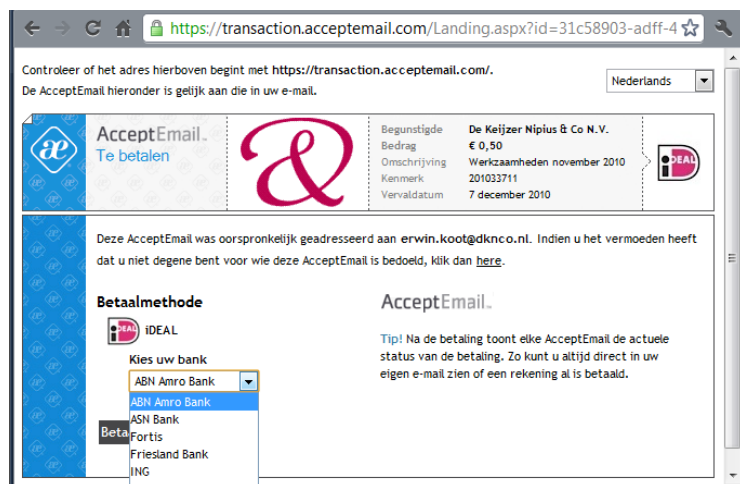 https://transaction.acceptemail.com/Landing.aspx?id=31c58903-adff-4
Controleer of het adres hierboven begint met https://transaction.acceptemail.com/.
De AcceptEmail hieronder is gelijk aan die in uw e-mail.
Nederlands
AcceptEmail
Te betalen
&
Begunstigde De Keijzer Nipius & Co N.V.
Bedrag € 0,50
Omschrijving Werkzaamheden november 2010
Kenmerk 201033711
Vervaldatum 7 december 2010
iDEAL
Deze AcceptEmail was oorspronkelijk geadresseerd aan erwin.koot@dknco.nl. Indien u het vermoeden heeft
dat u niet degene bent voor wie deze AcceptEmail is bedoeld, klik dan here.
Betaalmethode
iDEAL iDEAL
Kies uw bank
ABN Amro Bank
ABN Amro Bank
ASN Bank
Fortis
Friesland Bank
ING
Beta
AcceptEmail
Tip! Na de betaling toont elke AcceptEmail de actuele
status van de betaling. Zo kunt u altijd direct in uw
eigen e-mail zien of een rekening al is betaald.